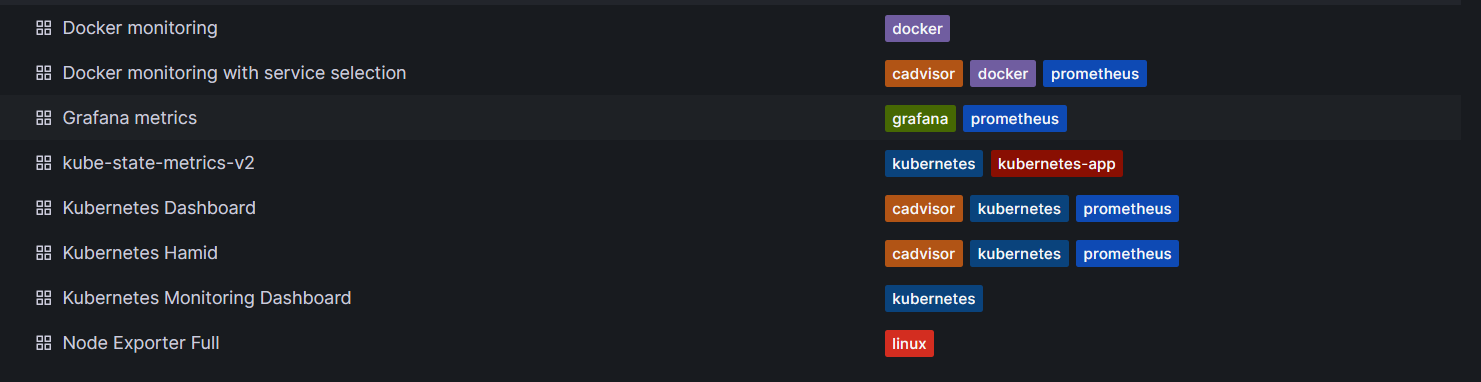 Docker monitoring docker
Docker monitoring with service selection cadvisor docker prometheus
Grafana metrics grafana prometheus
kube-state-metrics-v2 kubernetes kubernetes-app
Kubernetes Dashboard cadvisor kubernetes prometheus
Kubernetes Hamid cadvisor kubernetes prometheus
Kubernetes Monitoring Dashboard kubernetes
Node Exporter Full linux